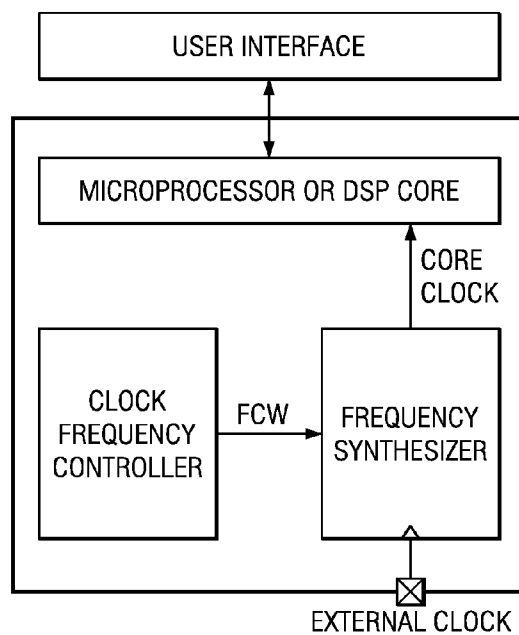 USER INTERFACE
MICROPROCESSOR OR DSP CORE
CORE
CLOCK
CLOCK
FREQUENCY
CONTROLLER
FCW
FREQUENCY
SYNTHESIZER
EXTERNAL CLOCK